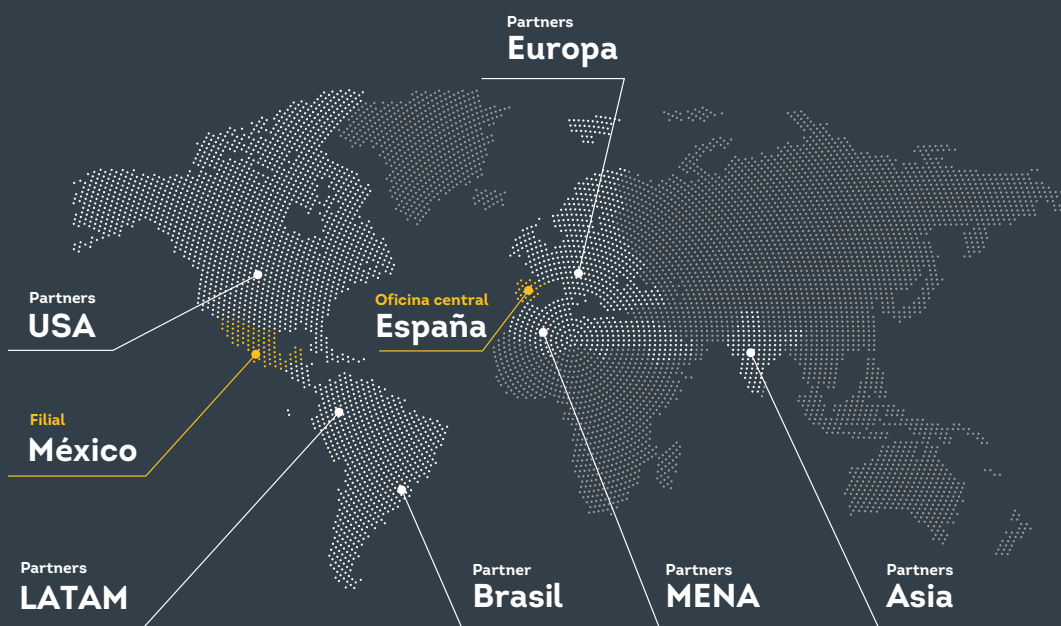 Partners
Europa
Partners
USA
Oficina central
España
Filial
México
Partners
LATAM
Partner
Brasil
Partners
MENA
Partners
Asia